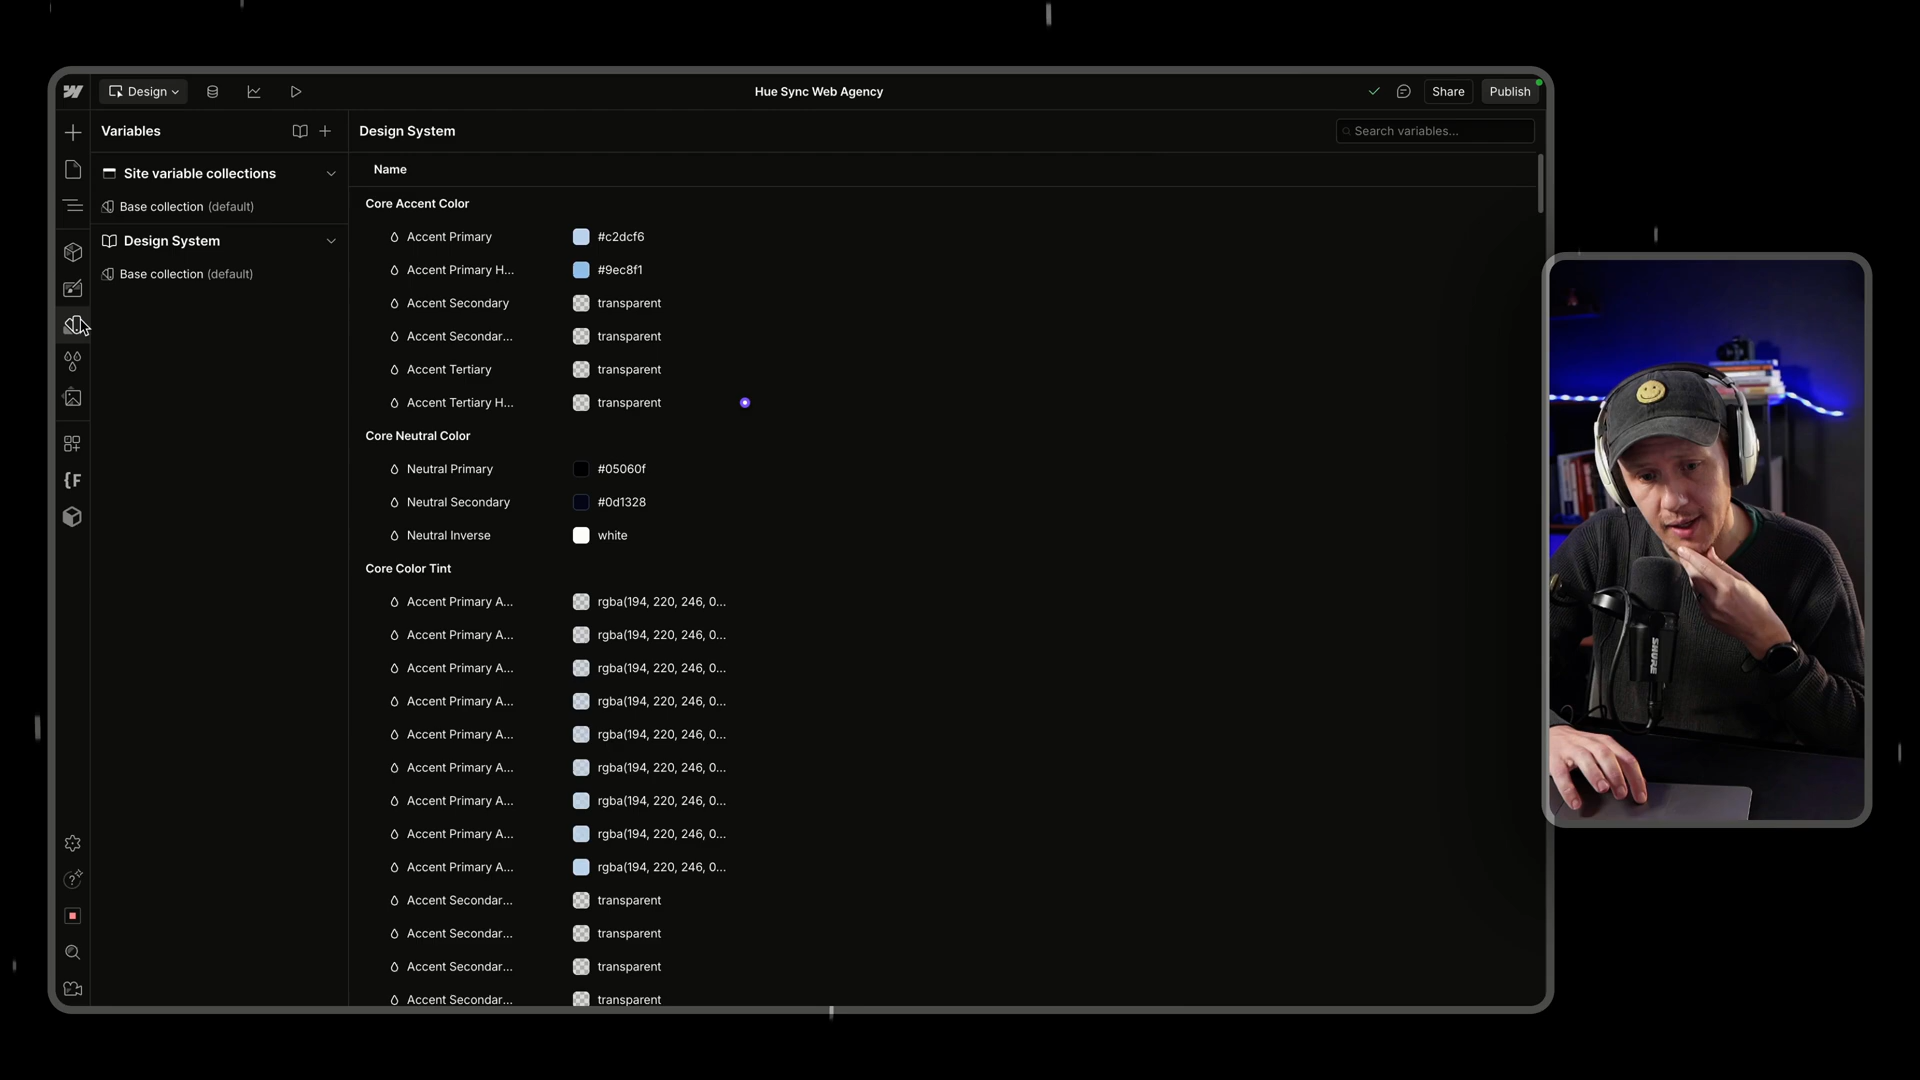 Design
Hue Sync Web Agency
Share
Publish
Variables
Design System
Search variables...
Site variable collections
Name
Base collection (default)
Core Accent Color
Design System
Accent Primary
#c2dcf6
Base collection (default)
Accent Primary H...
#9ec8f1
Accent Secondary
transparent
Accent Secondar...
transparent
Accent Tertiary
transparent
Accent Tertiary H...
transparent
Core Neutral Color
Neutral Primary
#05060f
{F
Neutral Secondary
#0d1328
Neutral Inverse
white
Core Color Tint
Accent Primary A...
rgba(194, 220, 246, 0...
Accent Primary A...
rgba(194, 220, 246, 0...
Accent Primary A...
rgba(194, 220, 246, 0...
Accent Primary A...
rgba(194, 220, 246, 0...
Accent Primary A...
rgba(194, 220, 246, 0...
Accent Primary A...
rgba(194, 220, 246, 0...
Accent Primary A...
rgba(194, 220, 246, 0...
Accent Primary A...
rgba(194, 220, 246, 0...
Accent Primary A...
rgba(194, 220, 246, 0...
Accent Secondar...
transparent
Accent Secondar...
transparent
Accent Secondar...
transparent
Accent Secondar...
transparent
SHURE